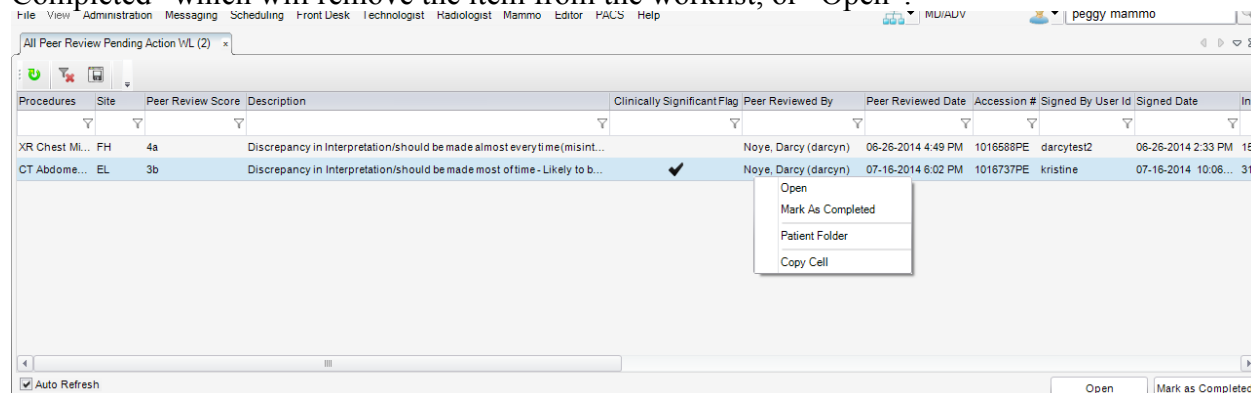 Completed" which will remove the item from the worklist, or "Open".
File View Administration Messaging Scheduling Front Desk Technologist Radiologist Mammo Editor PACS Help MD/ADV peggy mammo
All Peer Review Pending Action WL (2) x
Procedures Site Peer Review Score Description Clinically Significant Flag Peer Reviewed By Peer Reviewed Date Accession # Signed By User Id Signed Date In
XR Chest Mi... FH 4a Discrepancy in Interpretation/should be made almost every time(misint... Noye, Darcy (darcyn) 06-26-2014 4:49 PM 1016588PE darcytest2 06-26-2014 2:33 PM 15
CT Abdome... EL 3b Discrepancy in Interpretation/should be made most of time - Likely to b... Noye, Darcy (darcyn) 07-16-2014 6:02 PM 1016737PE kristine 07-16-2014 10:06... 31
Open
Mark As Completed
Patient Folder
Copy Cell
Auto Refresh Open Mark as Completed